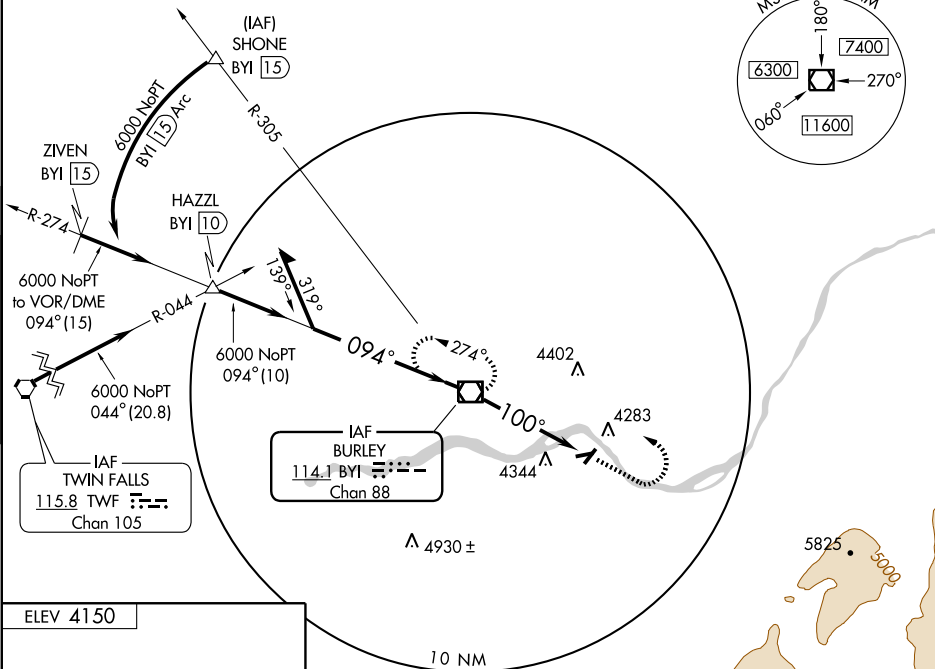 (IAF)
SHONE
BYI 15
R-305
6000 NoPT
BYI 15 Arc
ZIVEN
BYI 15
R-274
6000 NoPT
to VOR/DME
094° (15)
HAZZL
BYI 10
R-044
6000 NoPT
044° (20.8)
6000 NoPT
094° (10)
139°
319°
094°
274°
100°
IAF
TWIN FALLS
115.8 TWF
Chan 105
IAF
BURLEY
114.1 BYI
Chan 88
4402
4283
4344
4930 ±
5825
5000
10 NM
180°
7400
6300
270°
060°
11600
ELEV 4150